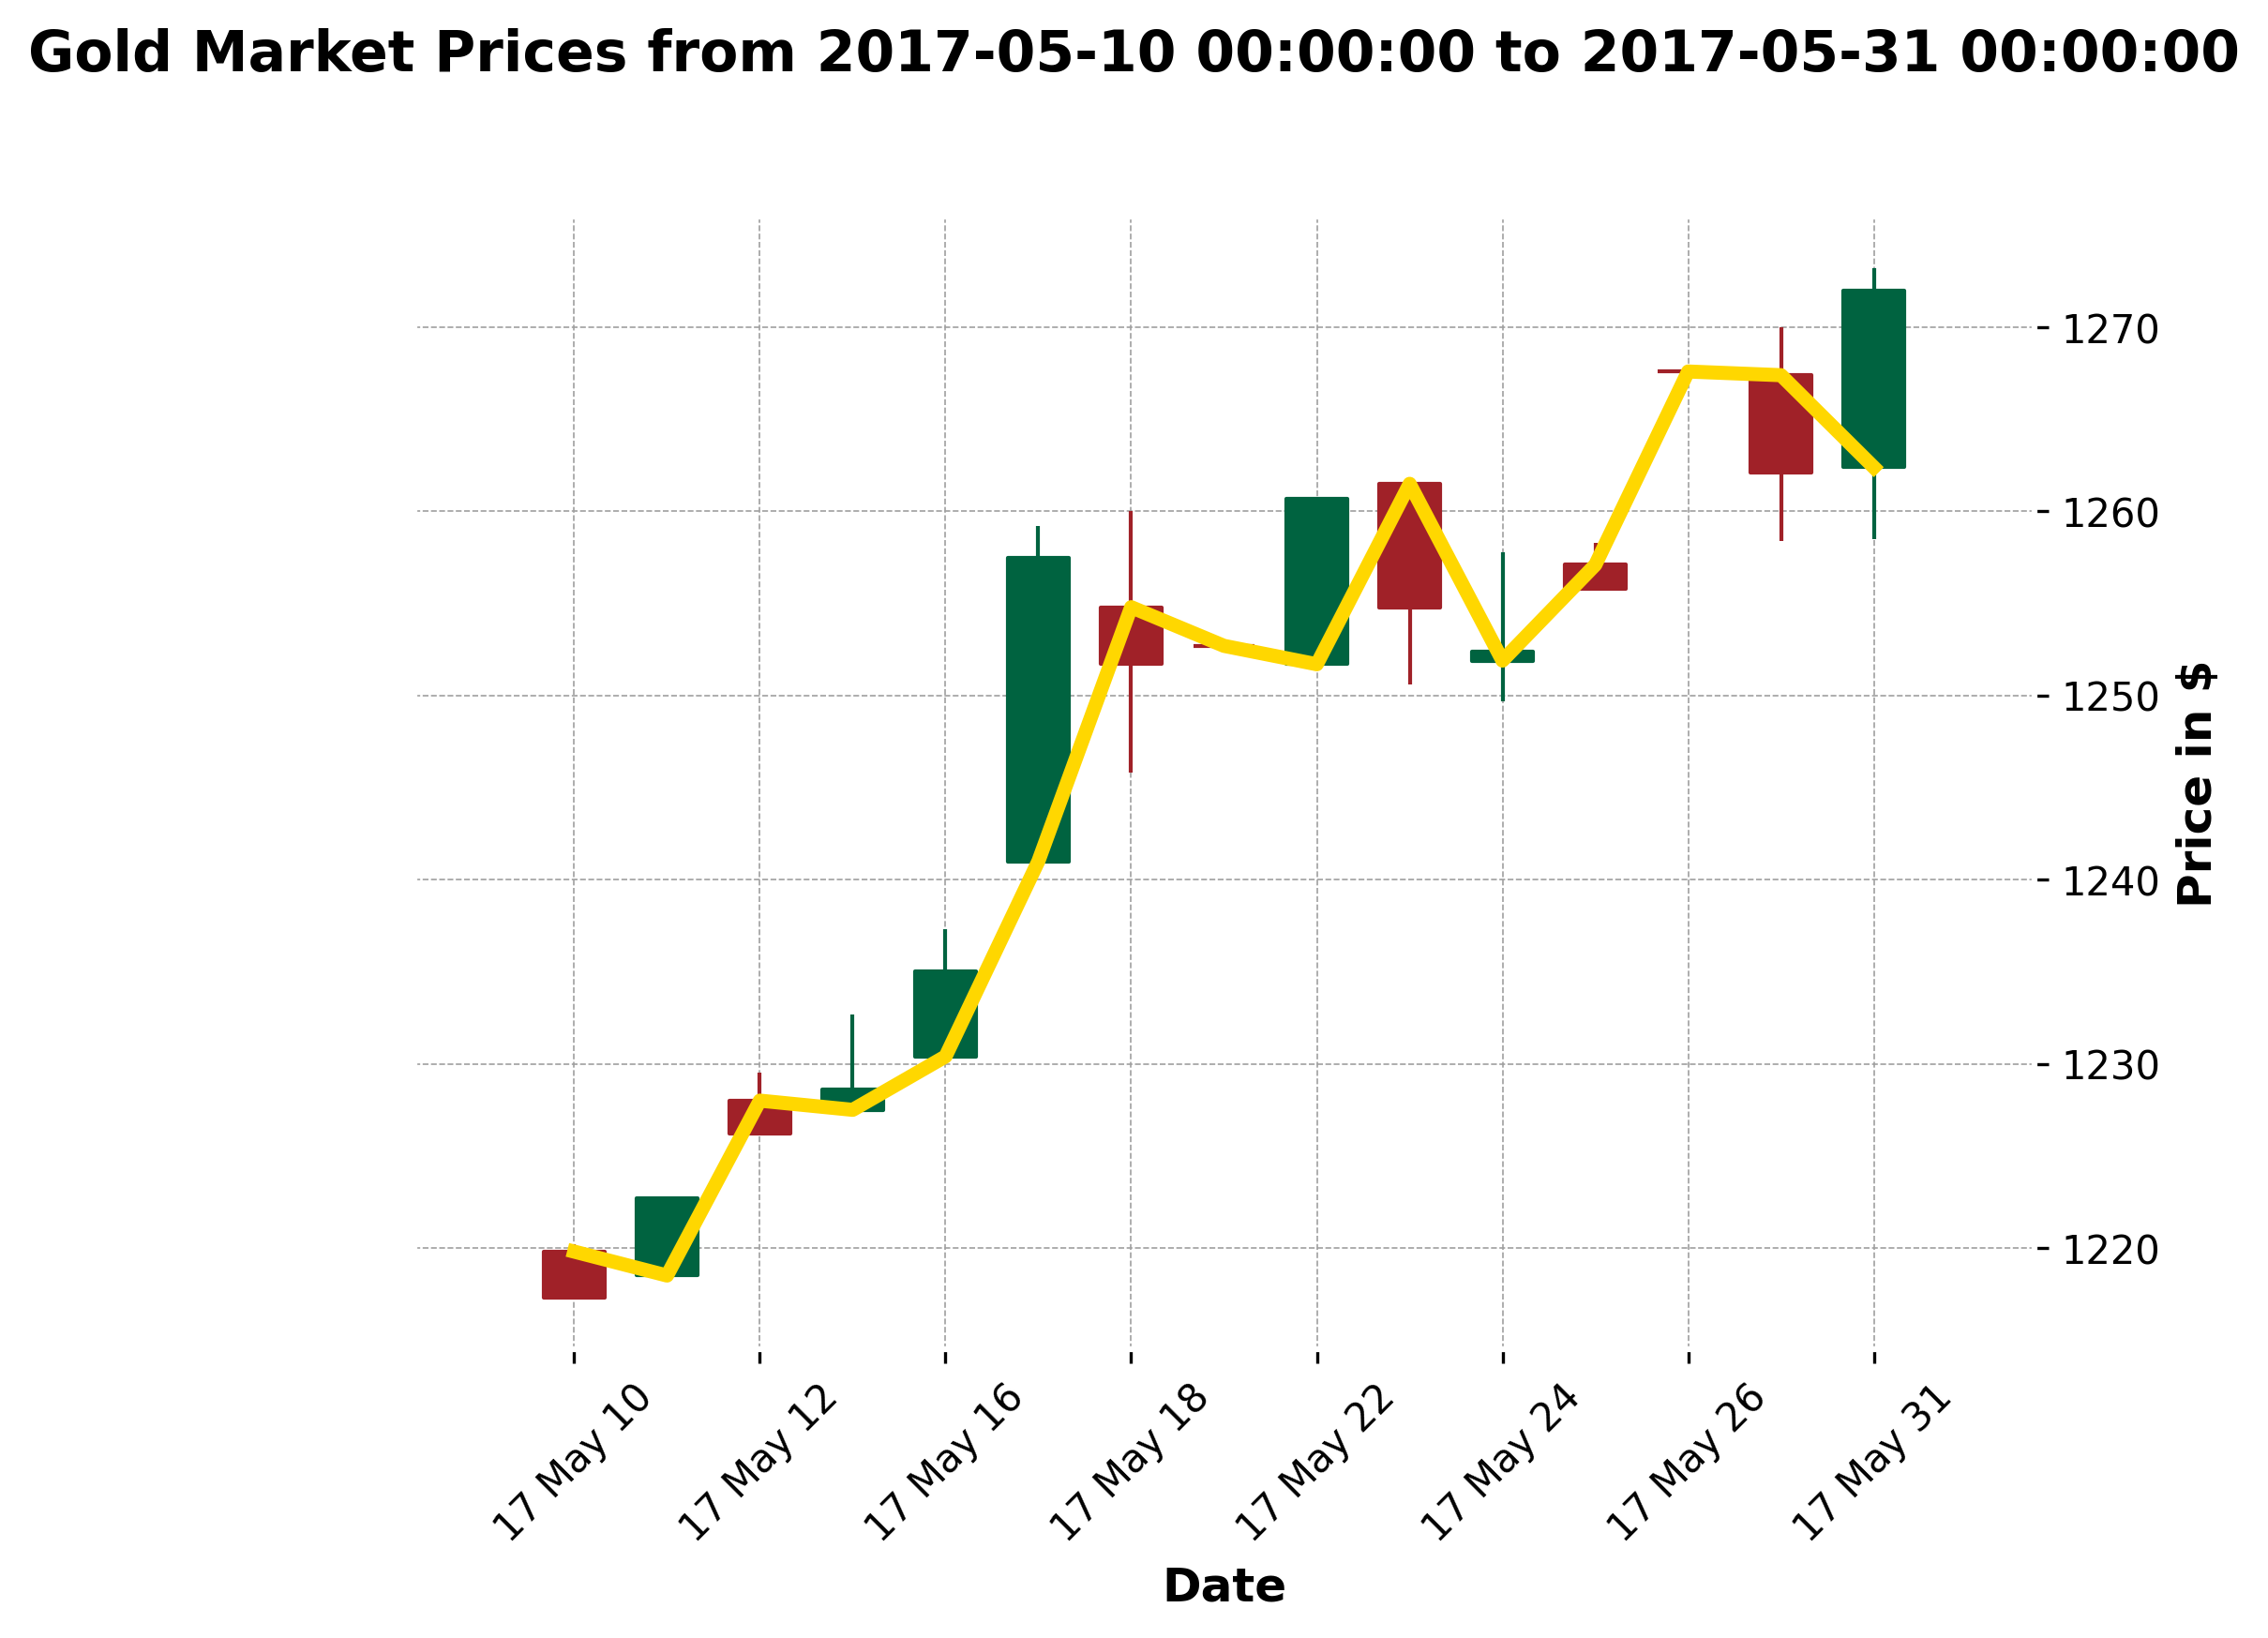 Gold Market Prices from 2017-05-10 00:00:00 to 2017-05-31 00:00:00
1270
1260
1250
1240
1230
1220
Price in $
17 May 10
17 May 12
17 May 16
17 May 18
17 May 22
17 May 24
17 May 26
17 May 31
Date